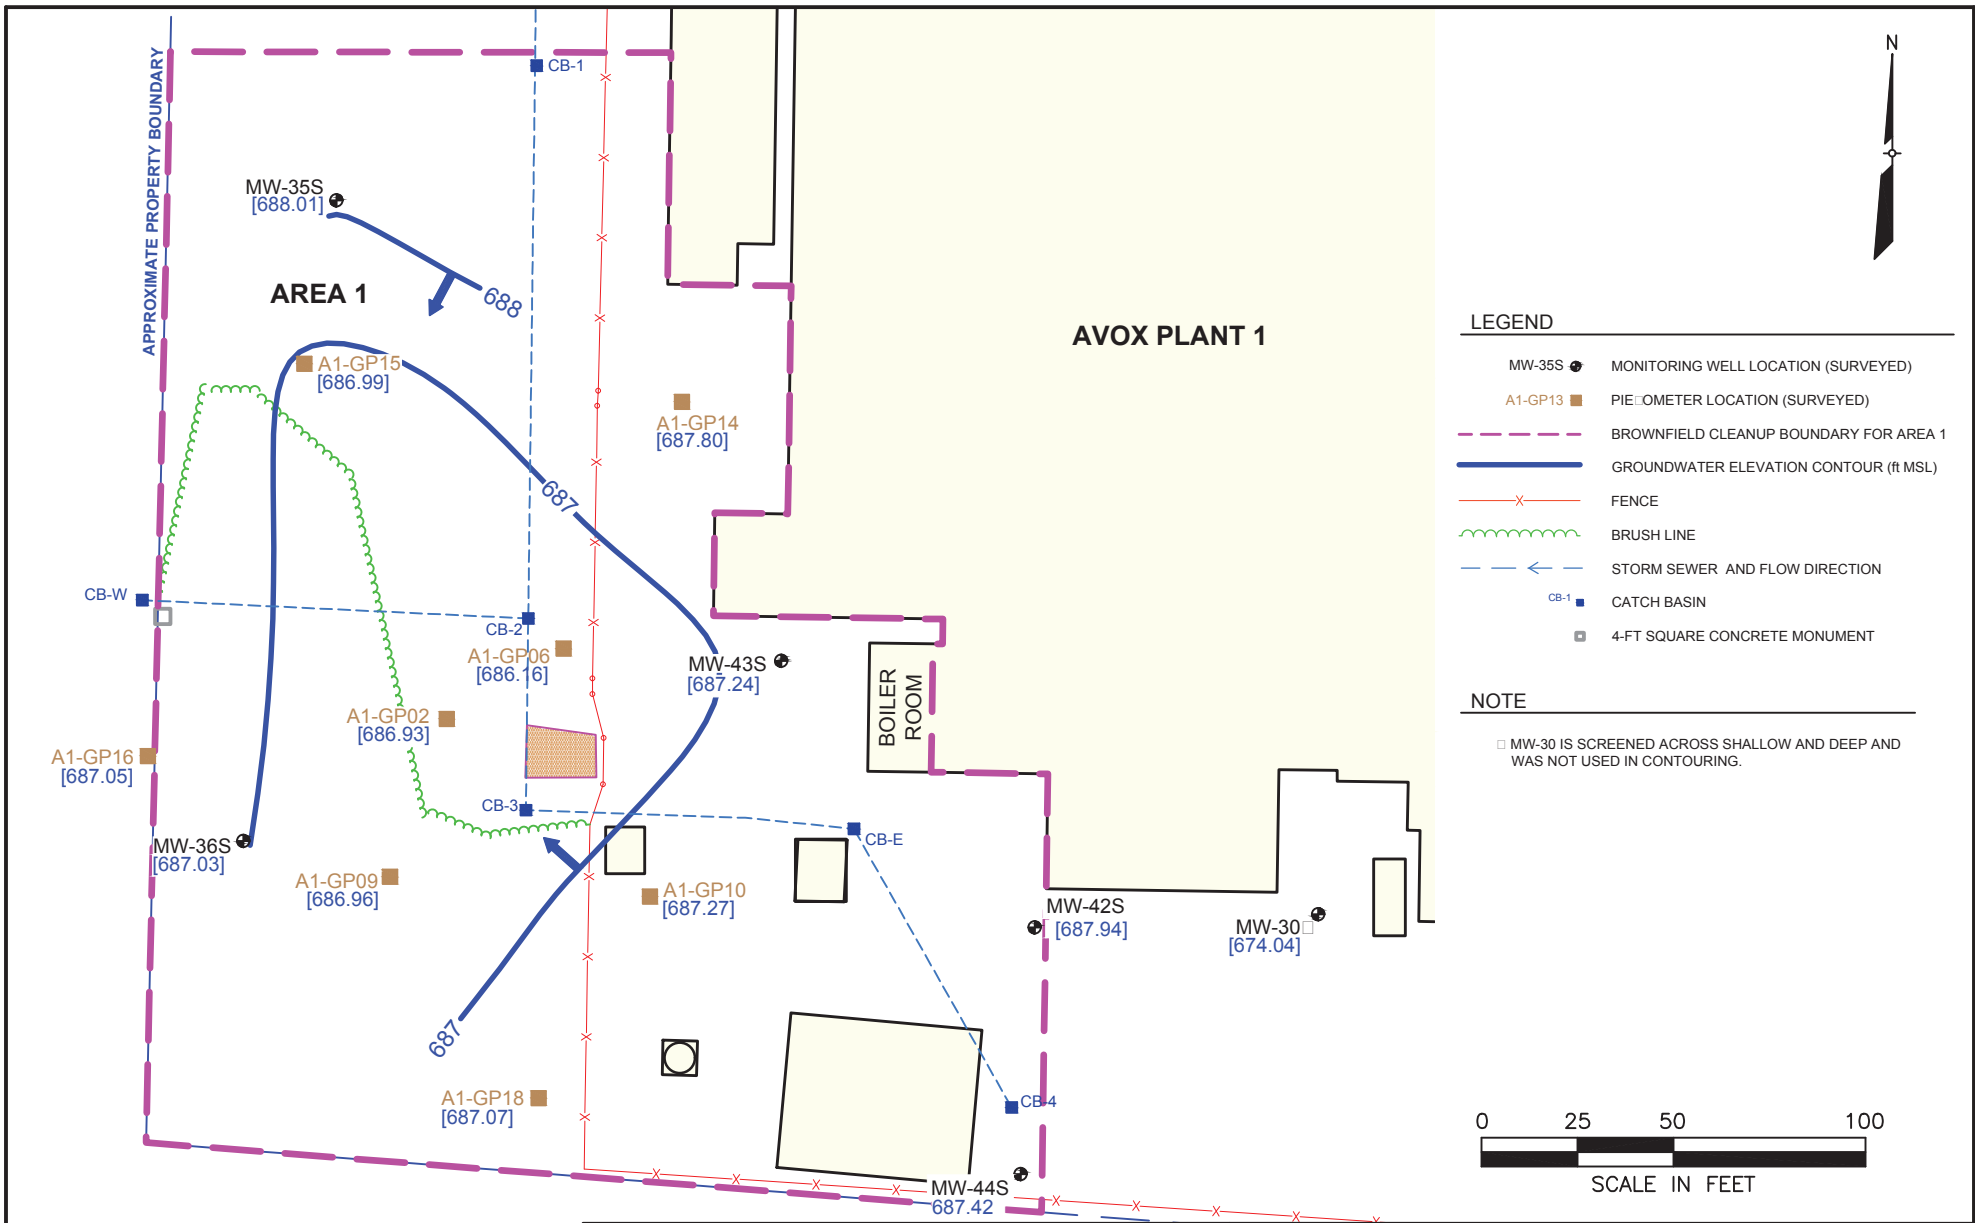 CB-1
APPROXIMATE PROPERTY BOUNDARY
MW-35S
[688.01]
688
AREA 1
A1-GP15
[686.99]
A1-GP14
[687.80]
AVOX PLANT 1
687
CB-W
CB-2
A1-GP06
[686.16]
MW-43S
[687.24]
BOILER
ROOM
A1-GP02
[686.93]
A1-GP16
[687.05]
CB-3
CB-E
MW-36S
[687.03]
A1-GP09
[686.96]
A1-GP10
[687.27]
MW-42S
[687.94]
MW-30□
[674.04]
687
A1-GP18
[687.07]
CB-4
MW-44S
687.42
N
LEGEND
MW-35S MONITORING WELL LOCATION (SURVEYED)
A1-GP13 PIE□OMETER LOCATION (SURVEYED)
BROWNFIELD CLEANUP BOUNDARY FOR AREA 1
GROUNDWATER ELEVATION CONTOUR (ft MSL)
FENCE
BRUSH LINE
STORM SEWER AND FLOW DIRECTION
CB-1 CATCH BASIN
4-FT SQUARE CONCRETE MONUMENT
NOTE
□ MW-30 IS SCREENED ACROSS SHALLOW AND DEEP AND
WAS NOT USED IN CONTOURING.
0 25 50 100
SCALE IN FEET